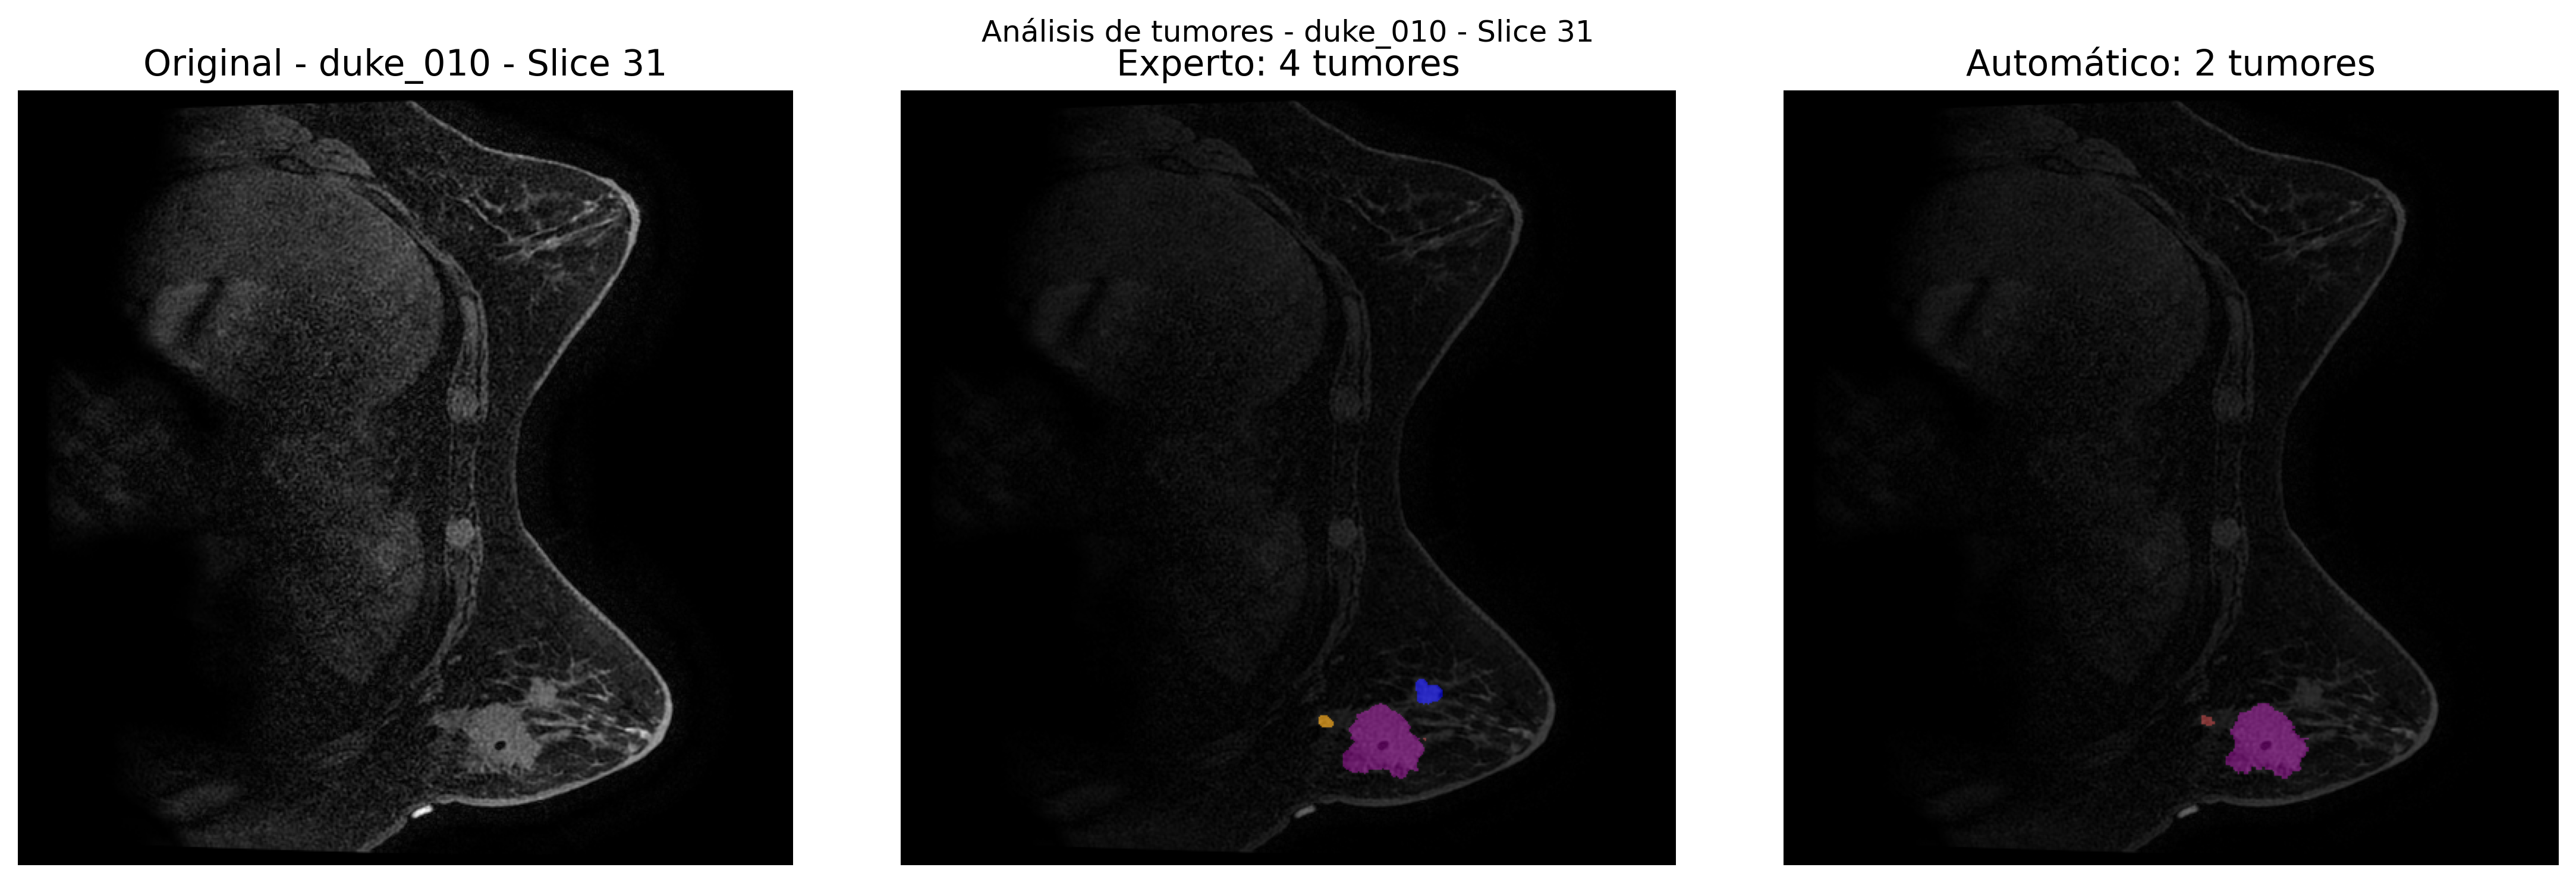 Análisis de tumores - duke_010 - Slice 31
Original - duke_010 - Slice 31
Experto: 4 tumores
Automático: 2 tumores